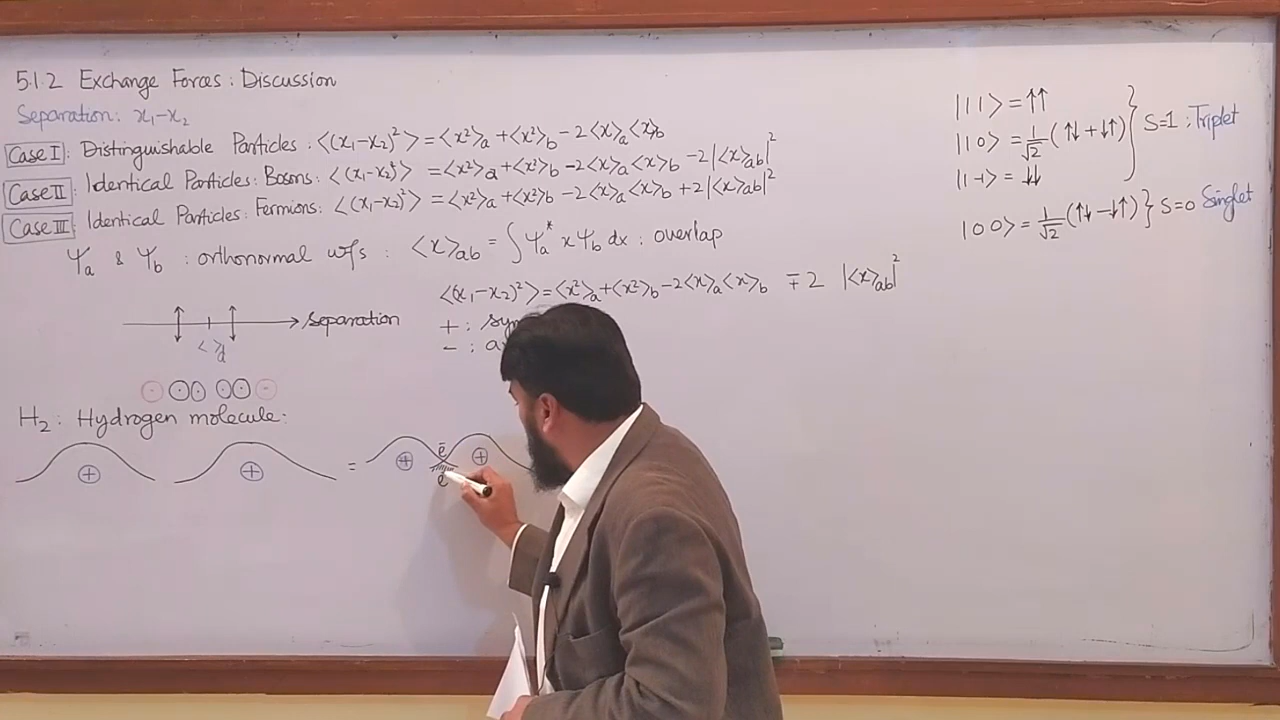 5.1.2 Exchange Forces: Discussion
Separation: x₁-x₂
Case I: Distinguishable Particles: ⟨(x₁-x₂)²⟩ = ⟨x²⟩a + ⟨x²⟩b - 2⟨x⟩a⟨x⟩b
Case II: Identical Particles: Bosons: ⟨(x₁-x₂)²⟩ = ⟨x²⟩a + ⟨x²⟩b - 2⟨x⟩a⟨x⟩b - 2|⟨x⟩ab|²
Case III: Identical Particles: Fermions: ⟨(x₁-x₂)²⟩ = ⟨x²⟩a + ⟨x²⟩b - 2⟨x⟩a⟨x⟩b + 2|⟨x⟩ab|²
Ψa & Ψb : orthonormal wfs : ⟨x⟩ab = ∫Ψa* x Ψb dx : overlap
⟨(x₁-x₂)²⟩ = ⟨x²⟩a + ⟨x²⟩b - 2⟨x⟩a⟨x⟩b ∓ 2 |⟨x⟩ab|²
Separation
⟨ ⟩d
+ : sym
- : a
H₂: Hydrogen molecule:
+ + = + ē +
ē
|1 1⟩ = ↑↑
|1 0⟩ = 1/√2 (↑↓ + ↓↑) } S=1 : Triplet
|1 -1⟩ = ↓↓
|0 0⟩ = 1/√2 (↑↓ - ↓↑) } S=0 Singlet